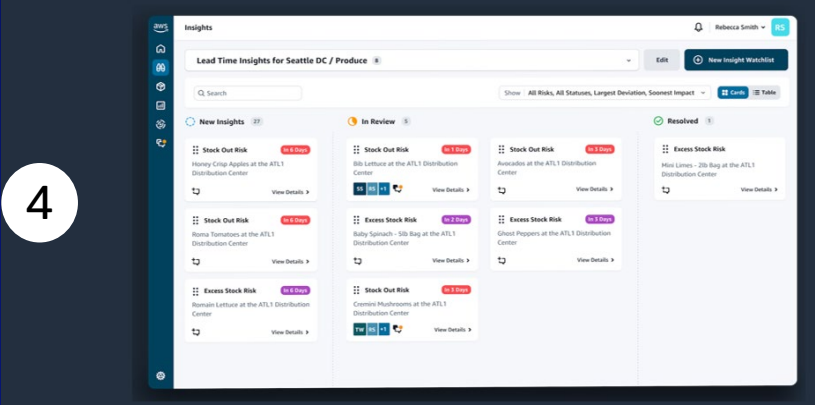 4
aws
Insights
Rebecca Smith
RS
Lead Time Insights for Seattle DC / Produce 8
Edit
New Insight Watchlist
Search
Show All Risks, All Statuses, Largest Deviation, Soonest Impact
Cards
Table
New Insights 27
Stock Out Risk In 6 Days
Honey Crisp Apples at the ATL1
Distribution Center
View Details >
Stock Out Risk In 6 Days
Roma Tomatoes at the ATL1
Distribution Center
View Details >
Excess Stock Risk In 6 Days
Romain Lettuce at the ATL1 Distribution
Center
View Details >
In Review 5
Stock Out Risk In 1 Days
Bib Lettuce at the ATL1 Distribution
Center
SS RS +1
View Details >
Excess Stock Risk In 2 Days
Baby Spinach - 5lb Bag at the ATL1
Distribution Center
View Details >
Stock Out Risk In 3 Days
Cremini Mushrooms at the ATL1
Distribution Center
TW RS +1
View Details >
Stock Out Risk In 3 Days
Avocados at the ATL1 Distribution
Center
View Details >
Excess Stock Risk In 3 Days
Ghost Peppers at the ATL1 Distribution
Center
View Details >
Resolved 1
Excess Stock Risk
Mini Limes - 2lb Bag at the ATL1
Distribution Center
View Details >